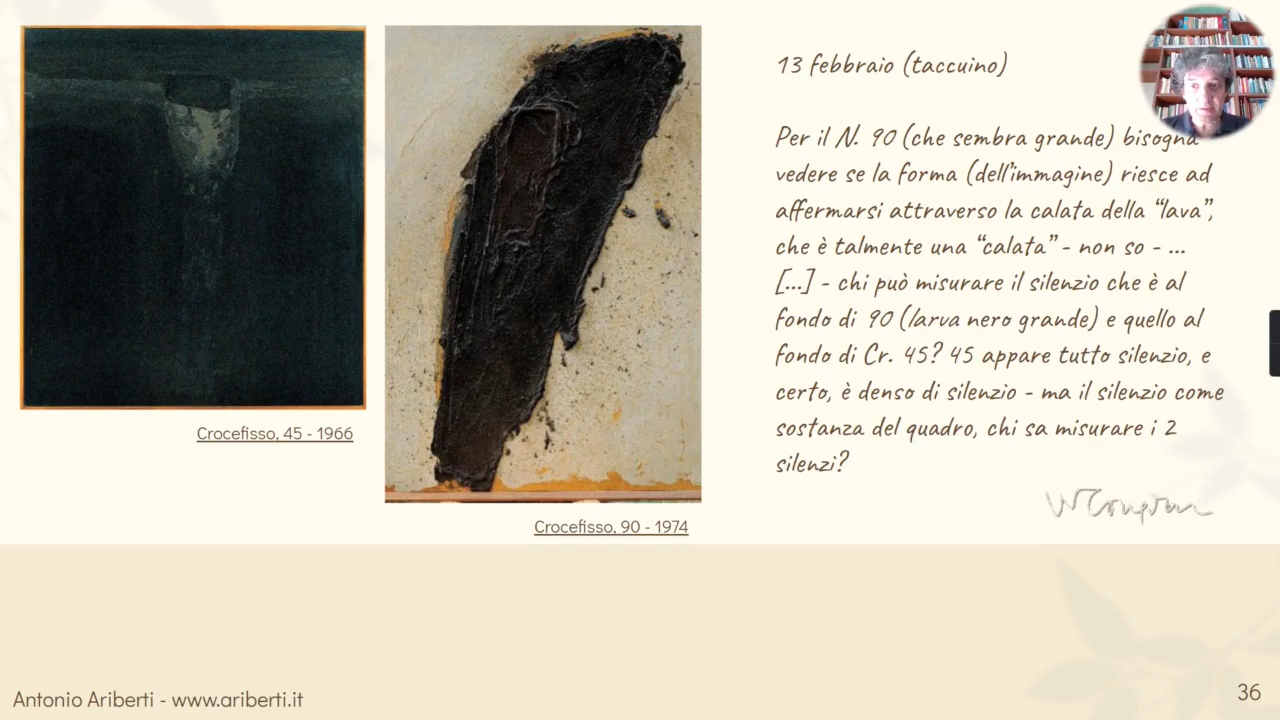 13 febbraio (taccuino)
Per il N. 90 (che sembra grande) bisogna
vedere se la forma (dell'immagine) riesce ad
affermarsi attraverso la calata della “lava”,
che è talmente una “calata” - non so - ...
[...] - chi può misurare il silenzio che è al
fondo di 90 (larva nero grande) e quello al
fondo di Cr. 45? 45 appare tutto silenzio, e
certo, è denso di silenzio - ma il silenzio come
sostanza del quadro, chi sa misurare i 2
silenzi?
Crocefisso, 45 - 1966
Crocefisso, 90 - 1974
Antonio Ariberti - www.ariberti.it
36